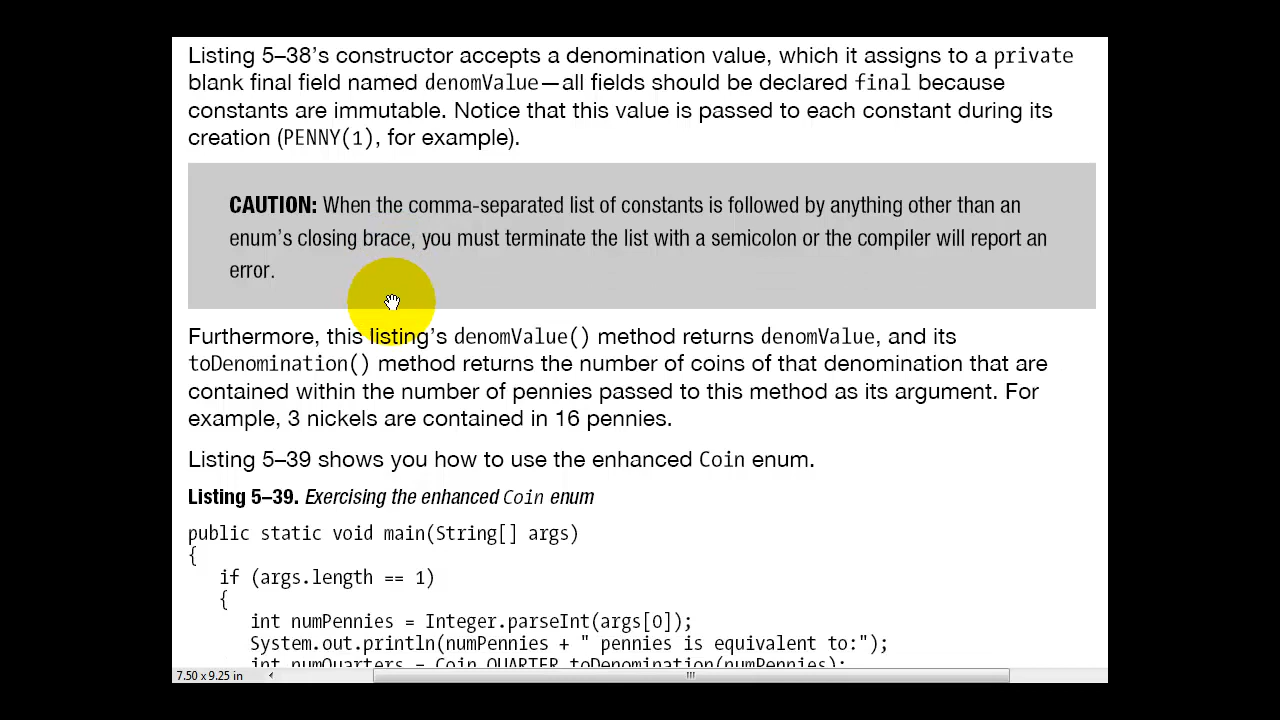 Listing 5–38’s constructor accepts a denomination value, which it assigns to a private
blank final field named denomValue—all fields should be declared final because
constants are immutable. Notice that this value is passed to each constant during its
creation (PENNY(1), for example).
CAUTION: When the comma-separated list of constants is followed by anything other than an
enum’s closing brace, you must terminate the list with a semicolon or the compiler will report an
error.
Furthermore, this listing’s denomValue() method returns denomValue, and its
toDenomination() method returns the number of coins of that denomination that are
contained within the number of pennies passed to this method as its argument. For
example, 3 nickels are contained in 16 pennies.
Listing 5–39 shows you how to use the enhanced Coin enum.
Listing 5–39. Exercising the enhanced Coin enum
public static void main(String[] args)
{
if (args.length == 1)
{
int numPennies = Integer.parseInt(args[0]);
System.out.println(numPennies + " pennies is equivalent to:");
int numQuarters = Coin.QUARTER.toDenomination(numPennies);
7.50 x 9.25 in